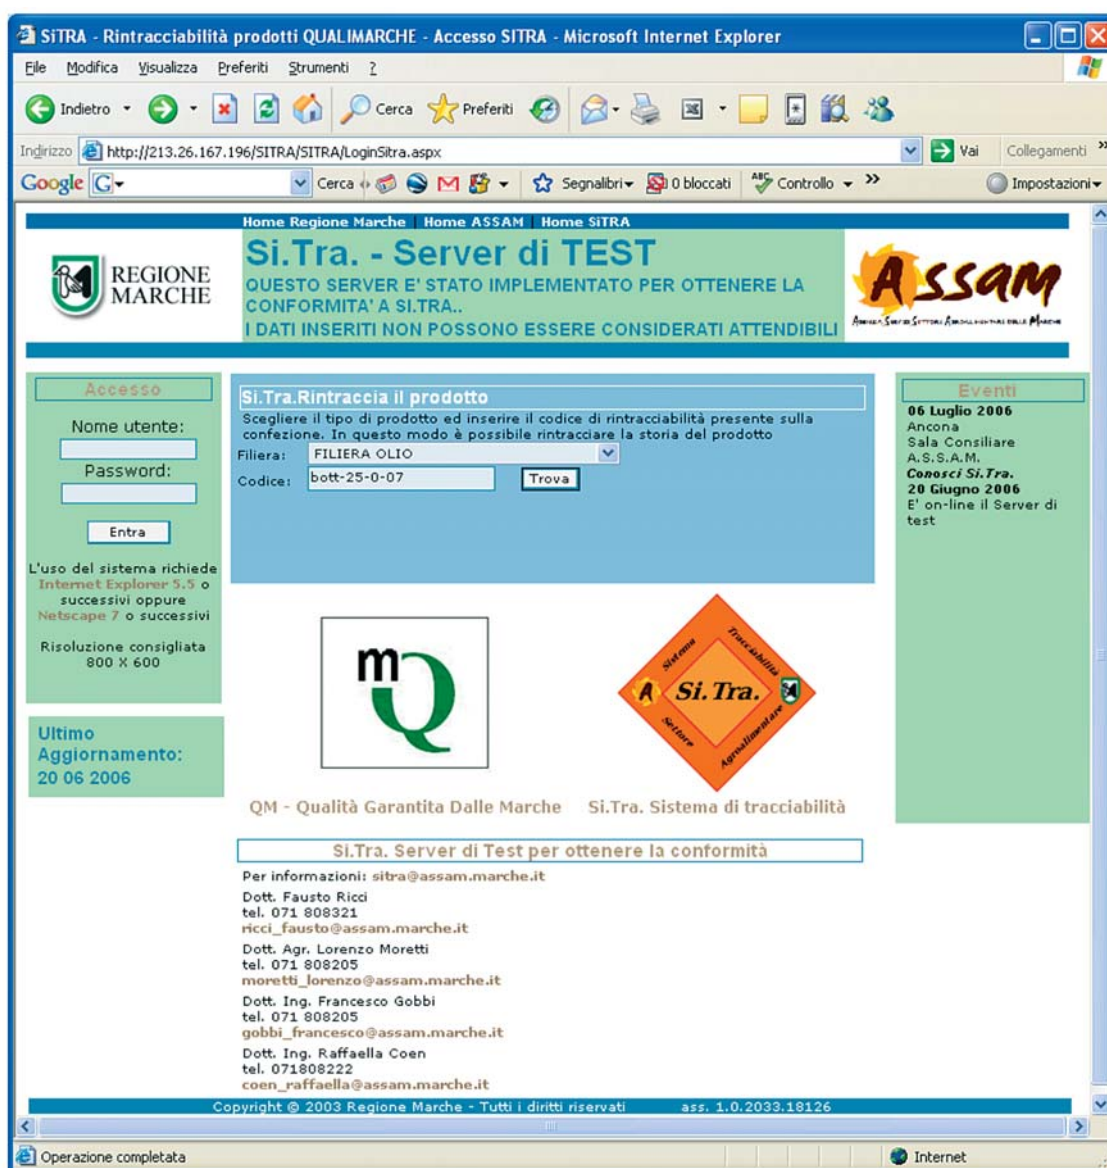 SiTRA - Rintracciabilità prodotti QUALIMARCHE - Accesso SITRA - Microsoft Internet Explorer
File Modifica Visualizza Preferiti Strumenti ?
Indietro Cerca Preferiti
Indirizzo http://213.26.167.196/SITRA/SITRA/LoginSitra.aspx Vai Collegamenti »
Google G Cerca Segnalibri 0 bloccati ABC Controllo » Impostazioni
Home Regione Marche | Home ASSAM | Home SiTRA
REGIONE
MARCHE
Si.Tra. - Server di TEST
QUESTO SERVER E' STATO IMPLEMENTATO PER OTTENERE LA
CONFORMITA' A SI.TRA..
I DATI INSERITI NON POSSONO ESSERE CONSIDERATI ATTENDIBILI
ASSAM
Agenzia Servizi Settore Agroalimentare delle Marche
Accesso
Nome utente:
Password:
Entra
L'uso del sistema richiede
Internet Explorer 5.5 o
successivi oppure
Netscape 7 o successivi
Risoluzione consigliata
800 X 600
Ultimo
Aggiornamento:
20 06 2006
Si.Tra.Rintraccia il prodotto
Scegliere il tipo di prodotto ed inserire il codice di rintracciabilità presente sulla
confezione. In questo modo è possibile rintracciare la storia del prodotto
Filiera: FILIERA OLIO
Codice: bott-25-0-07 Trova
Eventi
06 Luglio 2006
Ancona
Sala Consiliare
A.S.S.A.M.
Conosci Si.Tra.
20 Giugno 2006
E' on-line il Server di
test
mQ
Sistema
Tracciabilità
Si.Tra.
Settore
Agroalimentare
QM - Qualità Garantita Dalle Marche
Si.Tra. Sistema di tracciabilità
Si.Tra. Server di Test per ottenere la conformità
Per informazioni: sitra@assam.marche.it
Dott. Fausto Ricci
tel. 071 808321
ricci_fausto@assam.marche.it
Dott. Agr. Lorenzo Moretti
tel. 071 808205
moretti_lorenzo@assam.marche.it
Dott. Ing. Francesco Gobbi
tel. 071 808205
gobbi_francesco@assam.marche.it
Dott. Ing. Raffaella Coen
tel. 071808222
coen_raffaella@assam.marche.it
Copyright © 2003 Regione Marche - Tutti i diritti riservati ass. 1.0.2033.18126
Operazione completata Internet